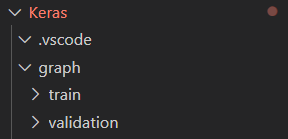 Keras
.vscode
graph
train
validation